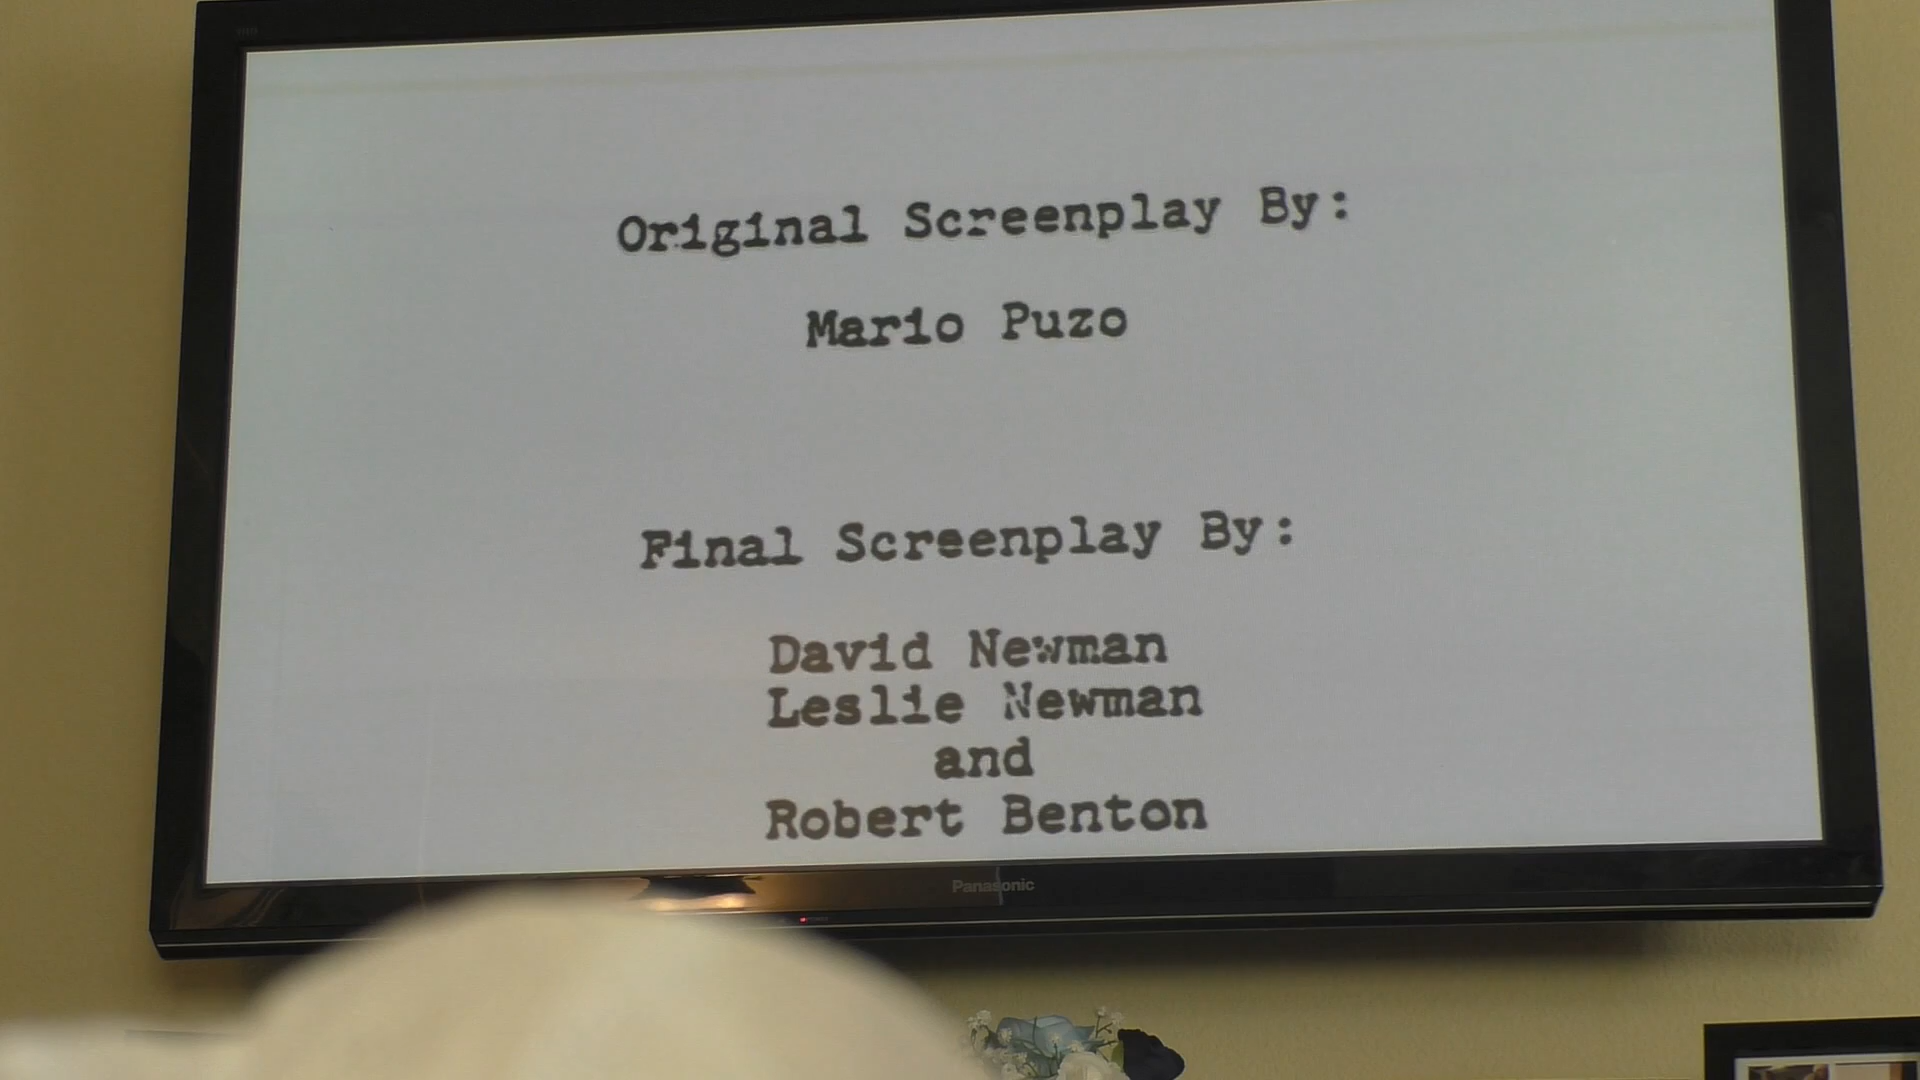 Original Screenplay By:
Mario Puzo
Final Screenplay By:
David Newman
Leslie Newman
and
Robert Benton
Panasonic